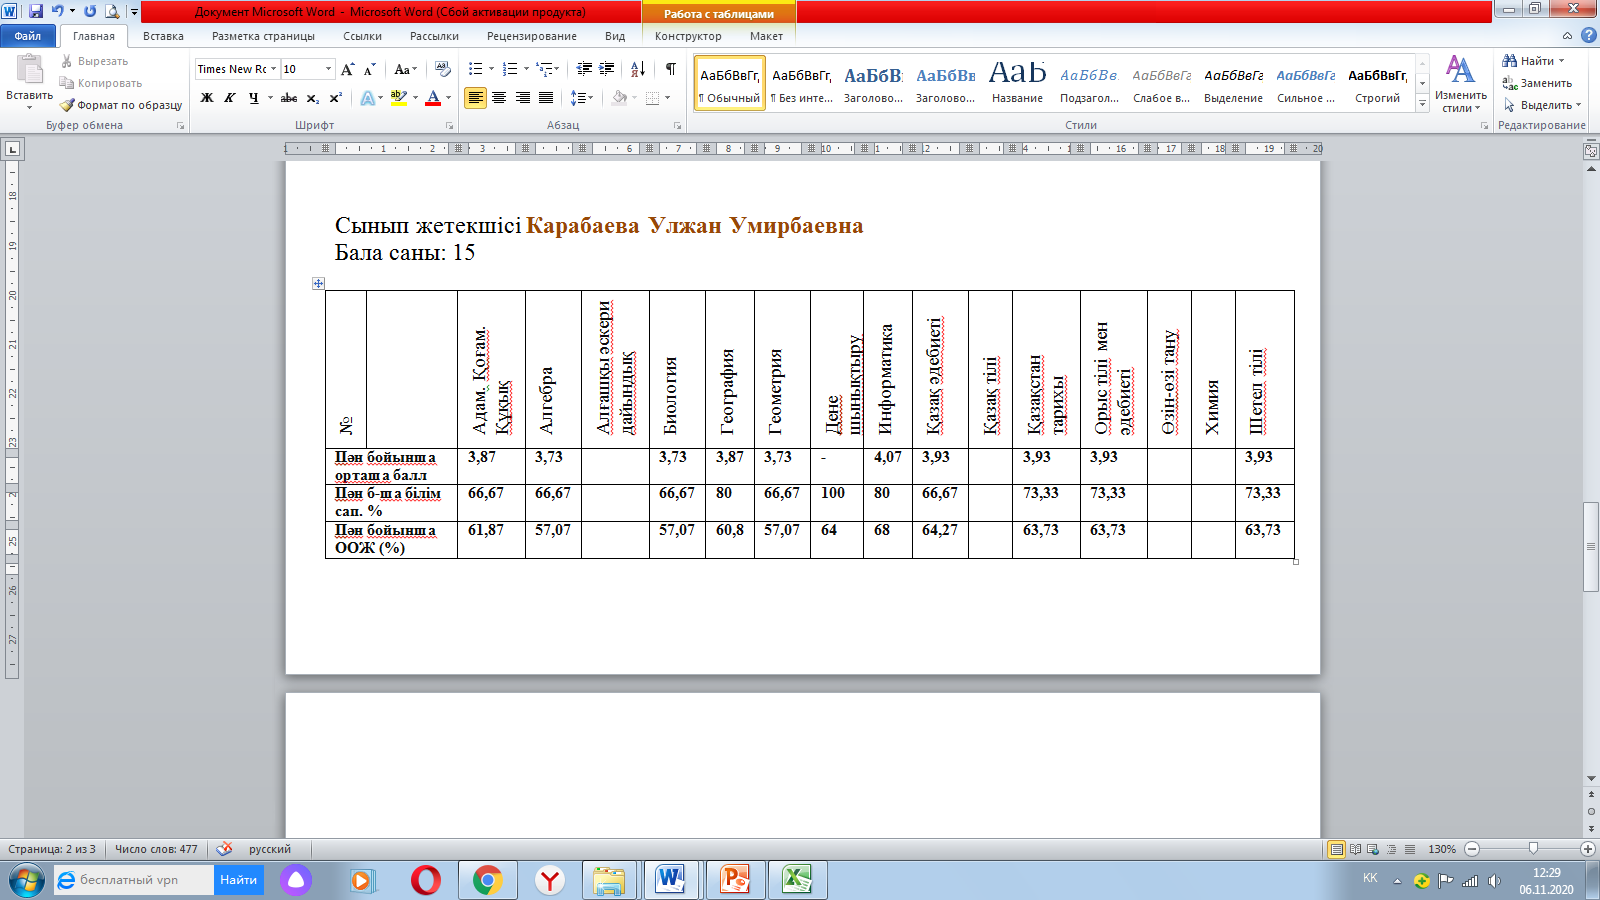 Документ Microsoft Word - Microsoft Word (Сбой активации продукта)
Работа с таблицами
Файл Главная Вставка Разметка страницы Ссылки Рассылки Рецензирование Вид Конструктор Макет
Вставить
Вырезать
Копировать
Формат по образцу
Буфер обмена
Times New Rc 10
Ж К Ч abc x₂ x²
Шрифт
Абзац
АаБбВвГг, АаБбВвГг, АаБбВ АаБбВв АаБ АаБбВв. АаБбВвГг АаБбВвГг АаБбВвГг АаБбВвГг,
¶ Обычный ¶ Без инте... Заголово... Заголово... Название Подзагол... Слабое в... Выделение Сильное ... Строгий
Стили
Изменить стили
Найти
Заменить
Выделить
Редактирование
Сынып жетекшісі Карабаева Улжан Умирбаевна
Бала саны: 15
№ Адам. Қоғам. Құқық Алгебра Алғашқы әскери дайындық Биология География Геометрия Дене шынықтыру Информатика Қазақ әдебиеті Қазақ тілі Қазақстан тарихы Орыс тілі мен әдебиеті Өзін-өзі тану Химия Шетел тілі
Пән бойынша орташа балл 3,87 3,73 3,73 3,87 3,73 - 4,07 3,93 3,93 3,93 3,93
Пән б-ша білім сап. % 66,67 66,67 66,67 80 66,67 100 80 66,67 73,33 73,33 73,33
Пән бойынша ООЖ (%) 61,87 57,07 57,07 60,8 57,07 64 68 64,27 63,73 63,73 63,73
Страница: 2 из 3 Число слов: 477 русский 130%
бесплатный vpn Найти
KK
12:29
06.11.2020